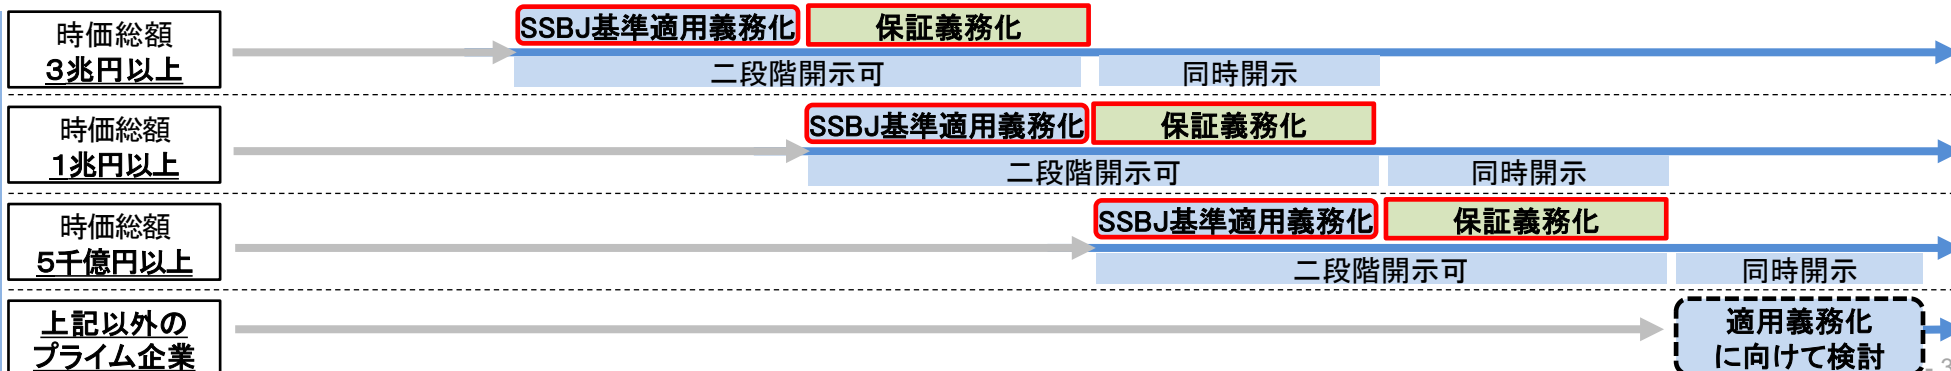 時価総額
3兆円以上
SSBJ基準適用義務化
保証義務化
二段階開示可
同時開示
時価総額
1兆円以上
SSBJ基準適用義務化
保証義務化
二段階開示可
同時開示
時価総額
5千億円以上
SSBJ基準適用義務化
保証義務化
二段階開示可
同時開示
上記以外の
プライム企業
適用義務化
に向けて検討
- 3